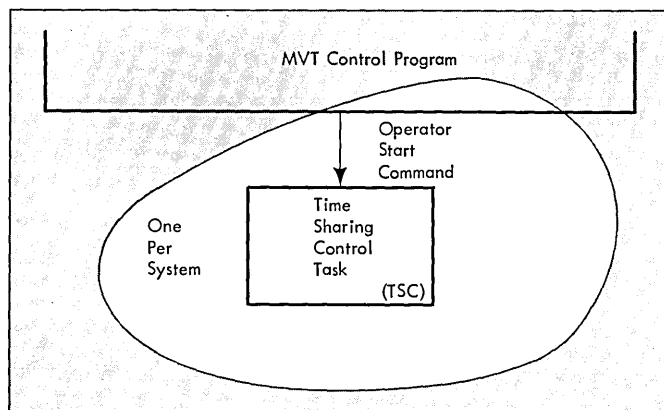 MVT Control Program
Operator
Start
Command
One
Per
System
Time
Sharing
Control
Task
(TSC)